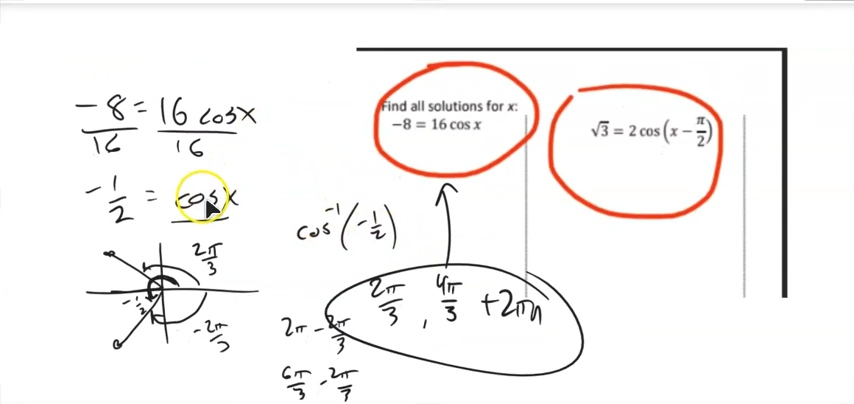 -8 = 16 cos x
16 16
-1/2 = cos x
2π/3
-1/2
-2π/3
cos⁻¹(-1/2)
2π/3, 4π/3 + 2πn
2π - 2π/3
6π/3 - 2π/3
Find all solutions for x:
−8 = 16 cos x
√3 = 2 cos(x − π/2)